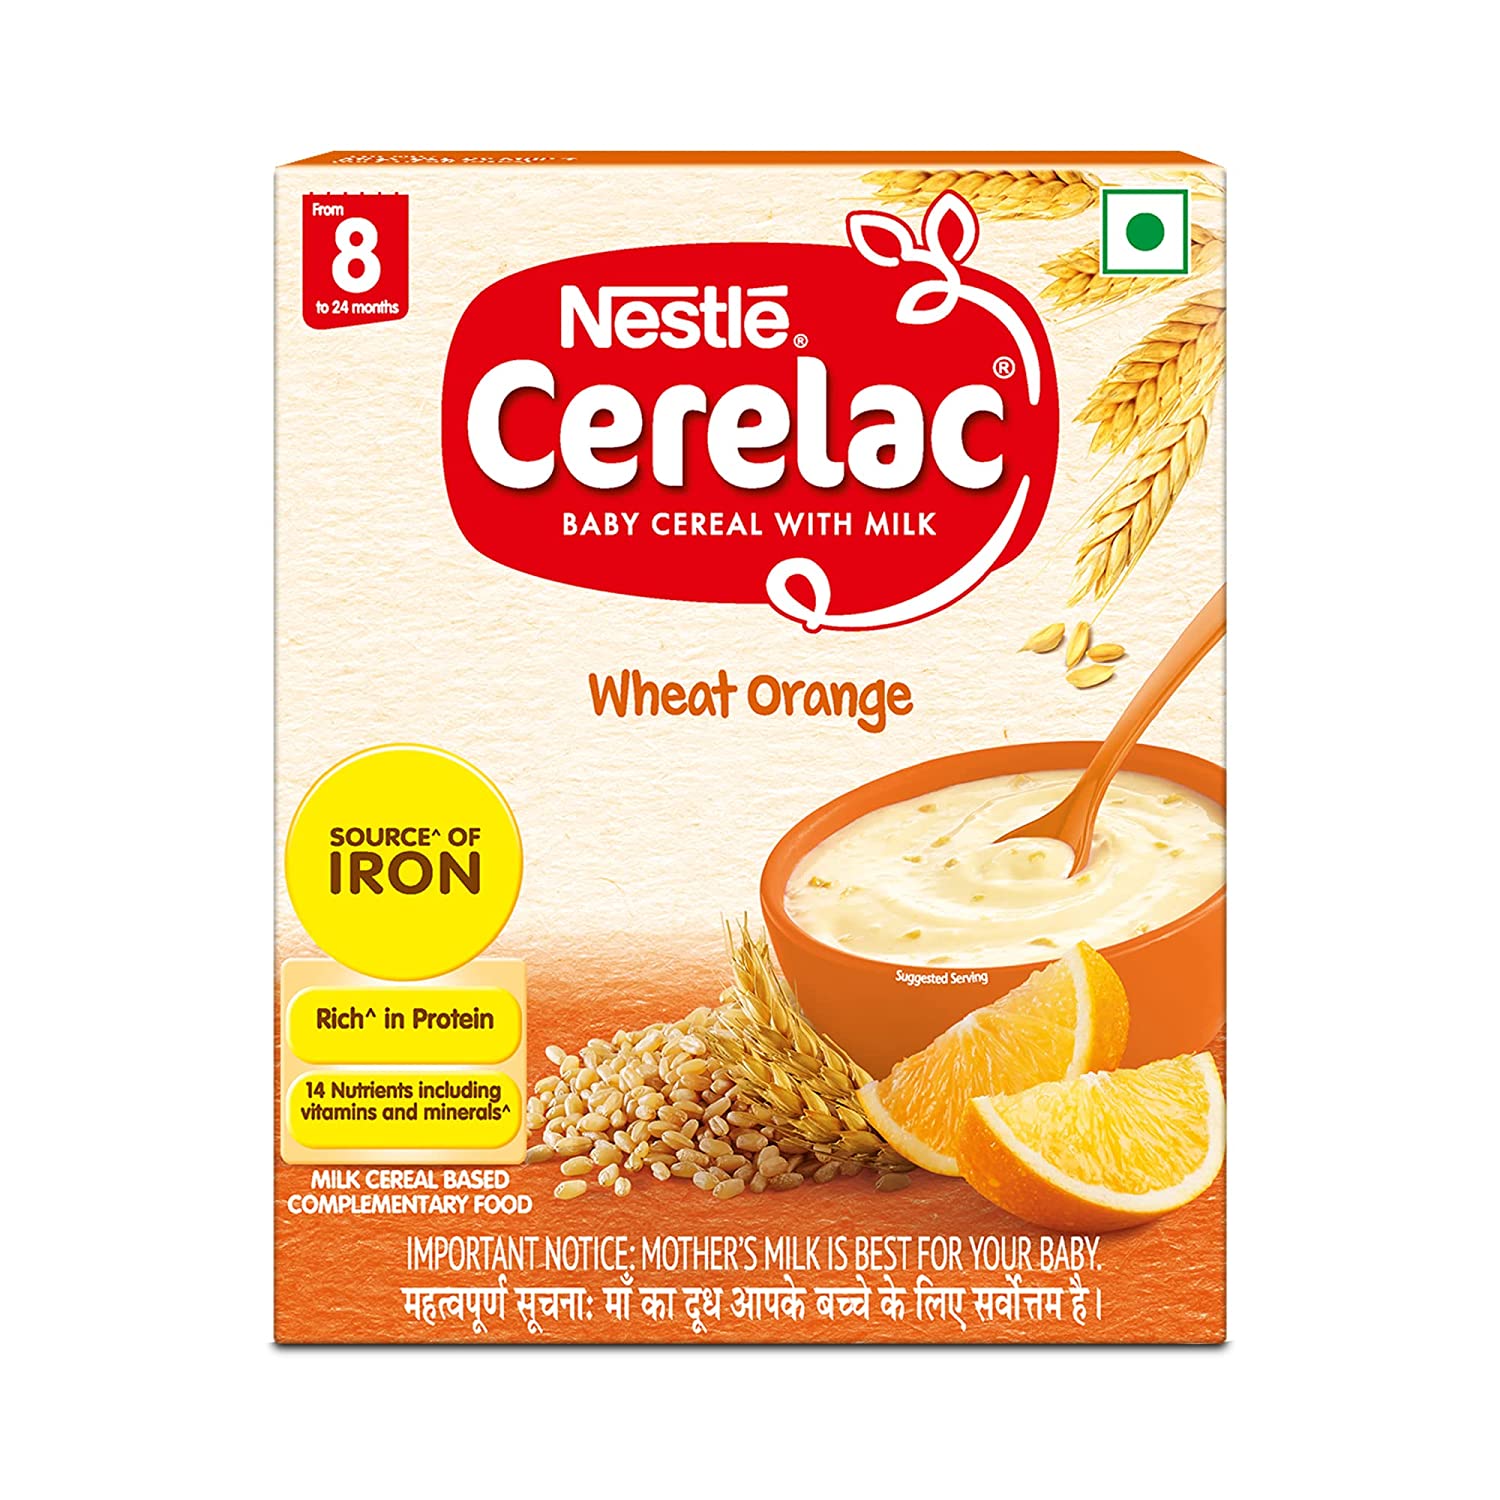 From
8
to 24 months
Nestlé®
Cerelac®
BABY CEREAL WITH MILK
Wheat Orange
SOURCE^ OF
IRON
Rich^ in Protein
14 Nutrients including
vitamins and minerals^
MILK CEREAL BASED
COMPLEMENTARY FOOD
Suggested Serving
IMPORTANT NOTICE: MOTHER'S MILK IS BEST FOR YOUR BABY.
महत्वपूर्ण सूचना: माँ का दूध आपके बच्चे के लिए सर्वोत्तम है।